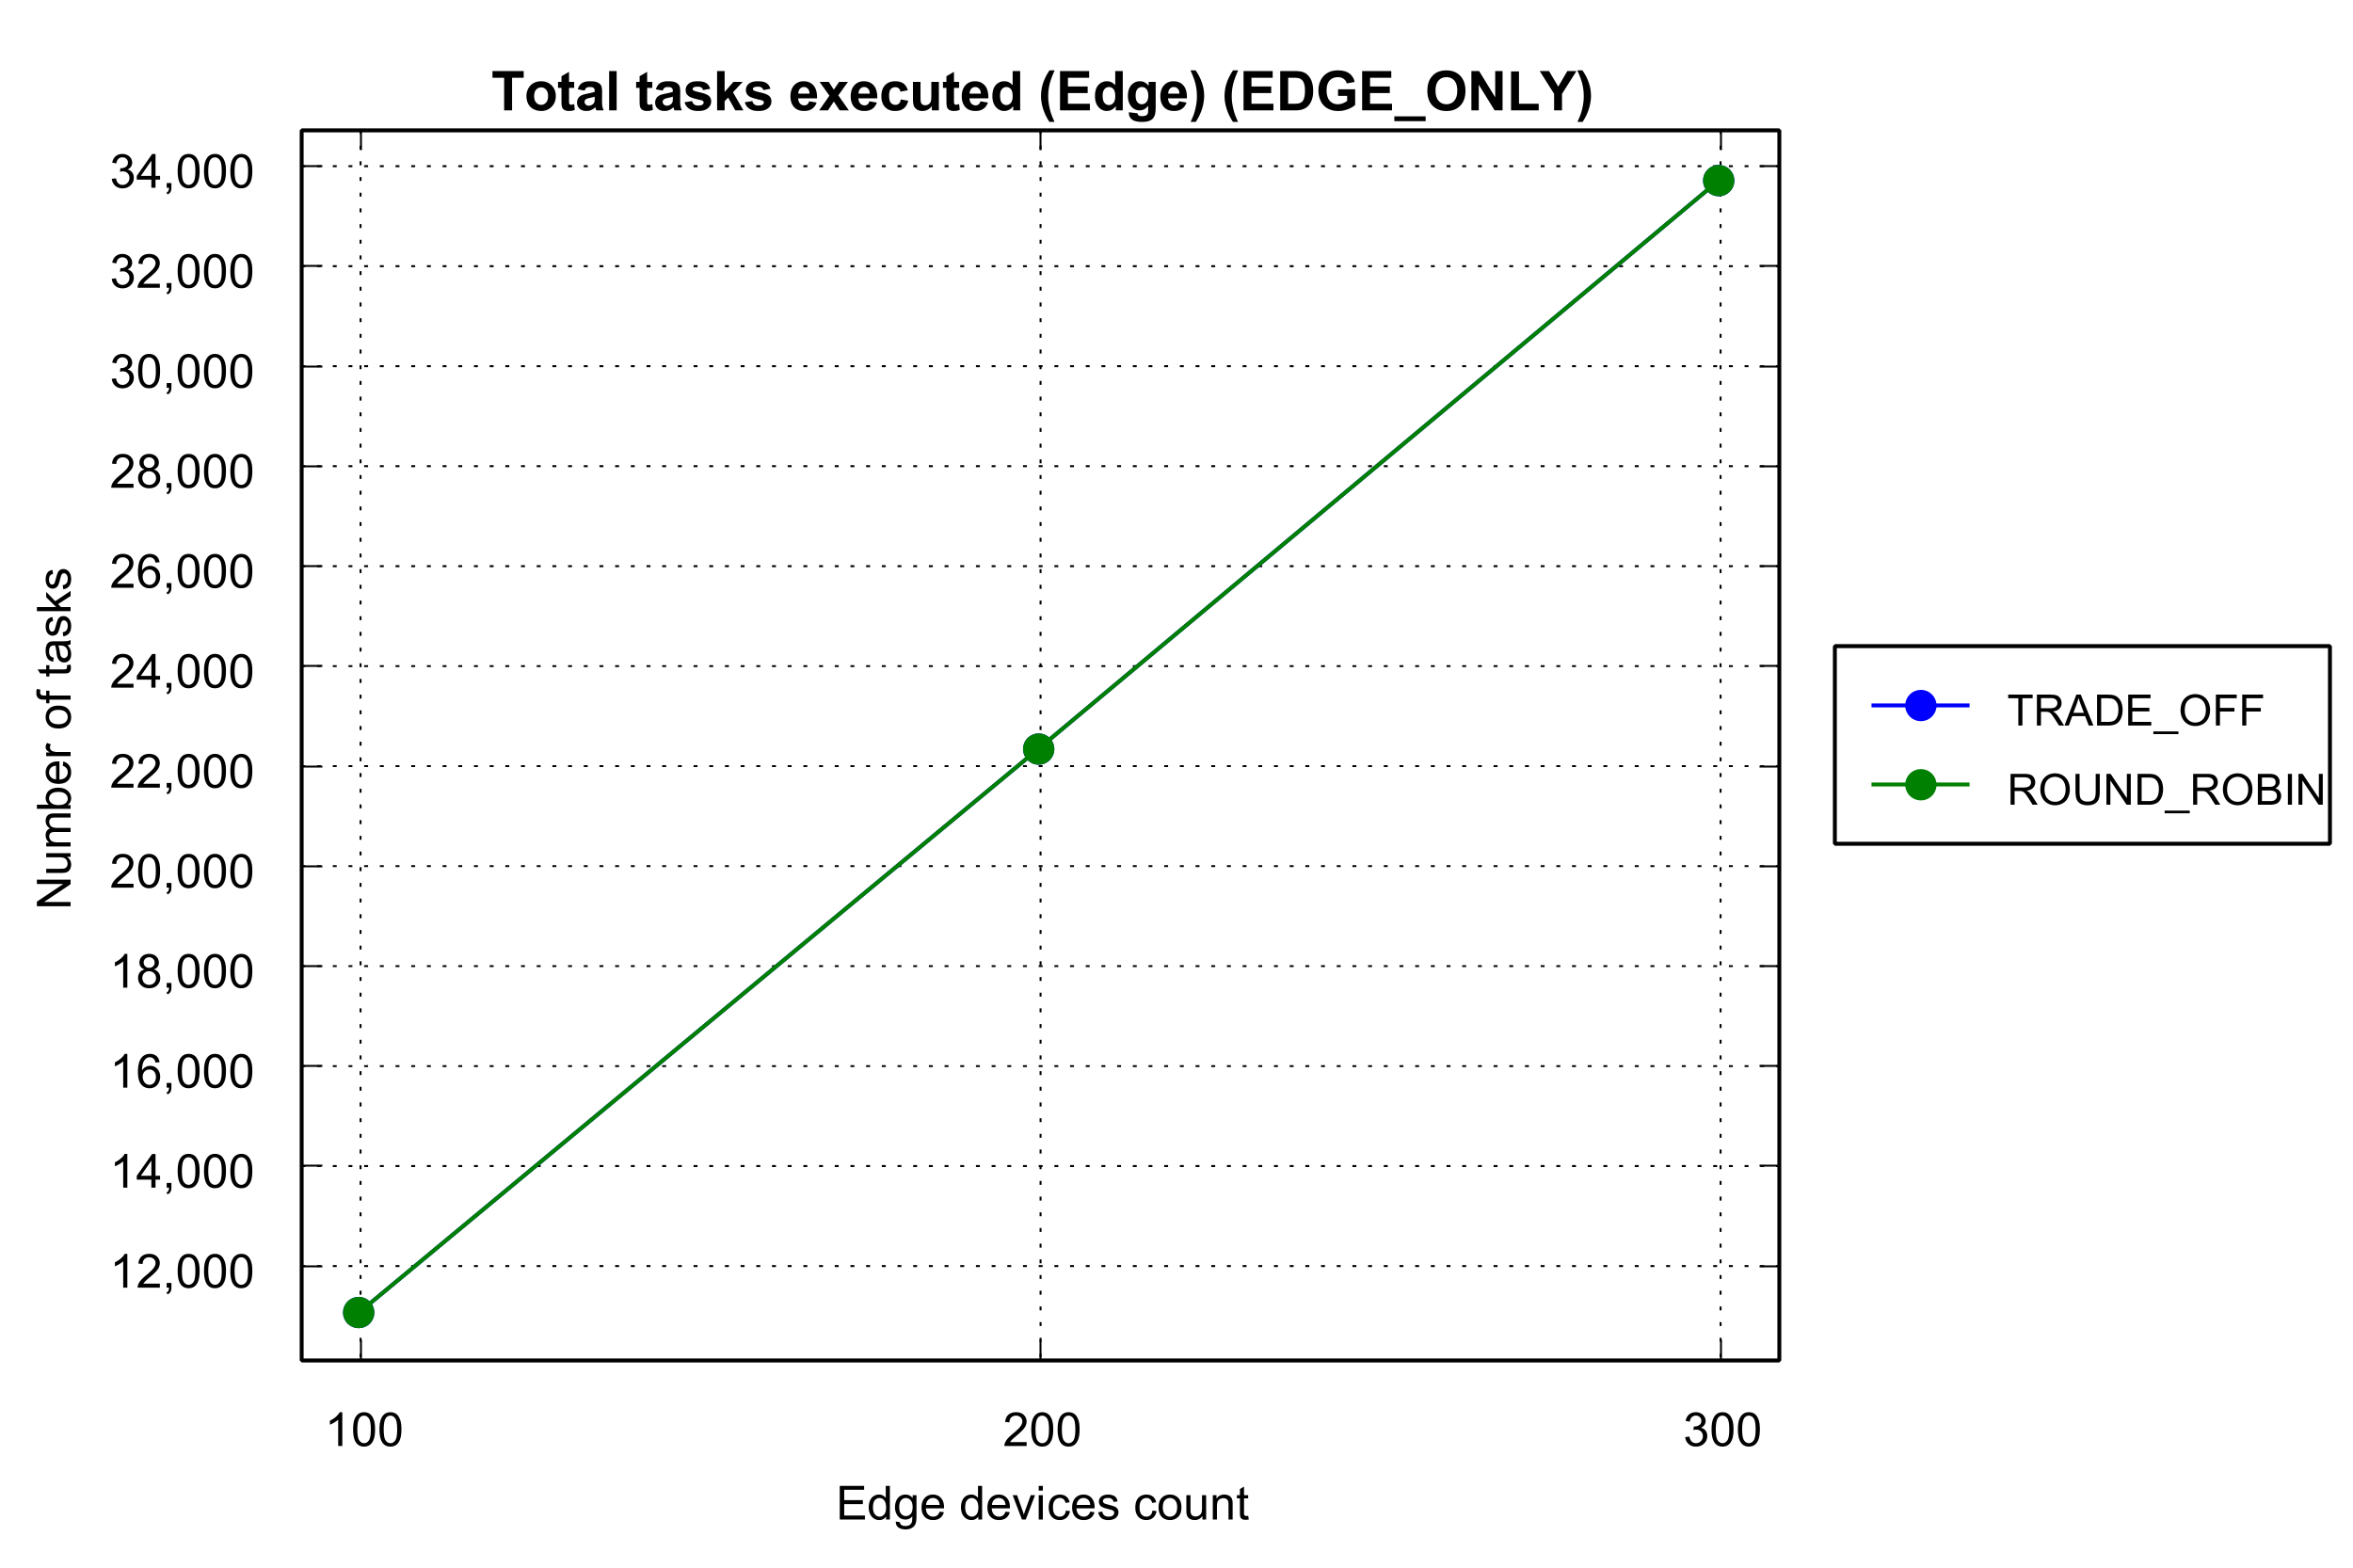 Total tasks executed (Edge) (EDGE_ONLY)
34,000
32,000
30,000
28,000
26,000
24,000
22,000
20,000
18,000
16,000
14,000
12,000
Number of tasks
100 200 300
Edge devices count
TRADE_OFF
ROUND_ROBIN